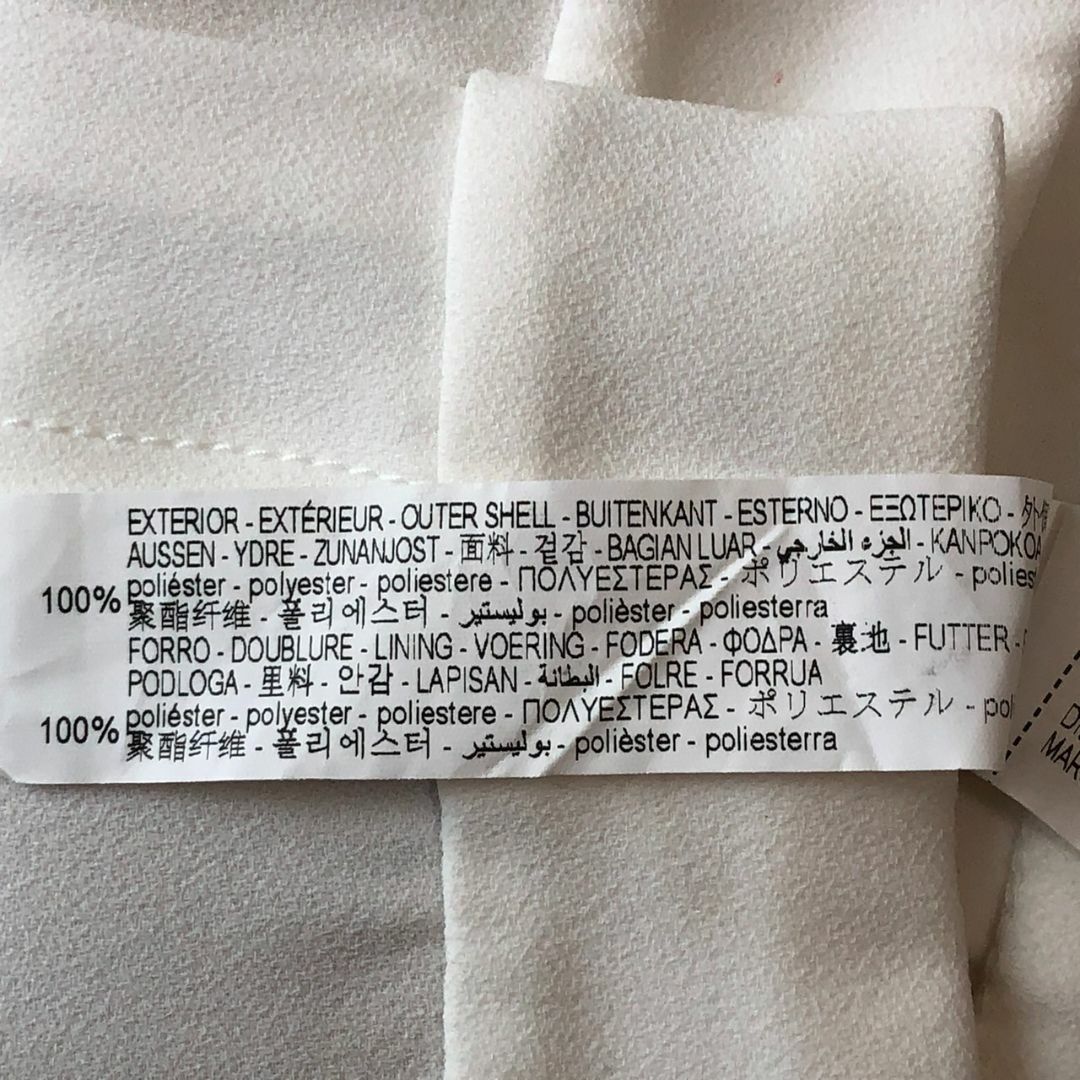 EXTERIOR - EXTÉRIEUR - OUTER SHELL - BUITENKANT - ESTERNO - ΕΞΩΤΕΡΙΚΟ -
AUSSEN - YDRE - ZUNANJOST - 面料 - 겉감 - BAGIAN LUAR - الجزء الخارجي - KANPOKOA
100% poliéster - polyester - poliestere - ΠΟΛΥΕΣΤΕΡΑΣ - ポリエステル -
聚酯纤维 - 폴리에스터 - بوليستير - polièster - poliesterra
FORRO - DOUBLURE - LINING - VOERING - FODERA - ΦΟΔΡΑ - 裏地 - FUTTER -
PODLOGA - 里料 - 안감 - LAPISAN - البطانة - FOLRE - FORRUA
100% poliéster - polyester - poliestere - ΠΟΛΥΕΣΤΕΡΑΣ - ポリエステル -
聚酯纤维 - 폴리에스터 - بوليستير - polièster - poliesterra